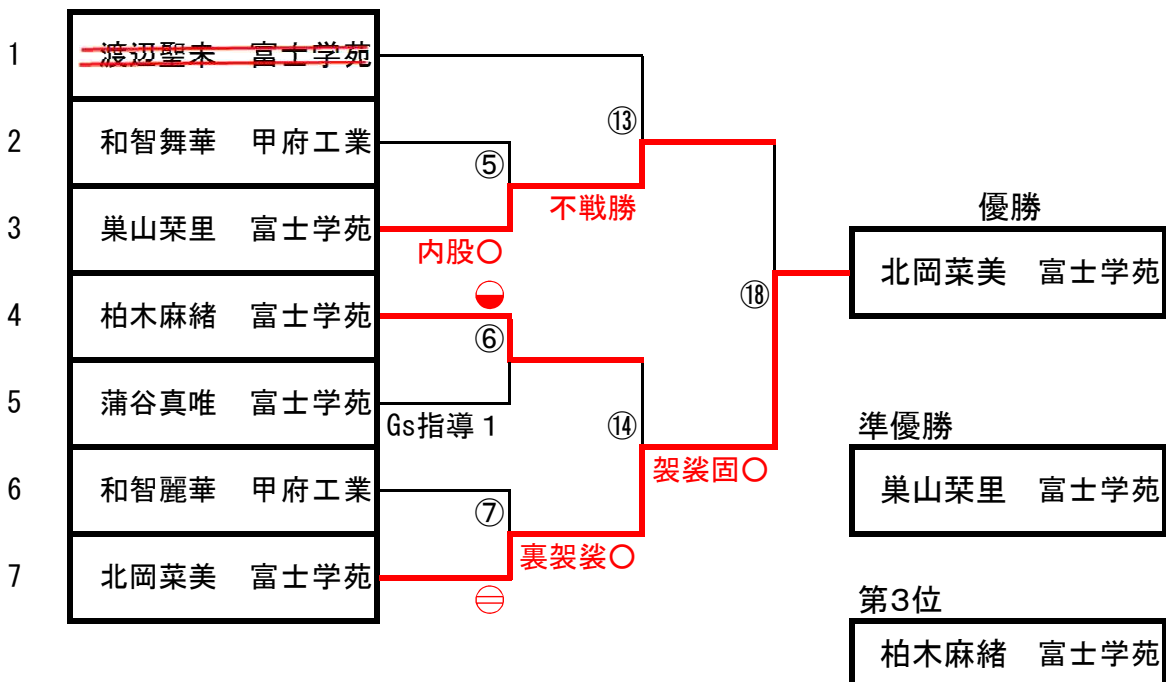 1 渡辺聖未 富士学苑
⑬
2 和智舞華 甲府工業
⑤
不戦勝
3 巣山栞里 富士学苑
内股〇
優勝
北岡菜美 富士学苑
⑱
4 柏木麻緒 富士学苑
⑥
5 蒲谷真唯 富士学苑
Gs指導1
⑭
準優勝
袈裟固〇
6 和智麗華 甲府工業
巣山栞里 富士学苑
⑦
裏袈裟〇
7 北岡菜美 富士学苑
第3位
柏木麻緒 富士学苑